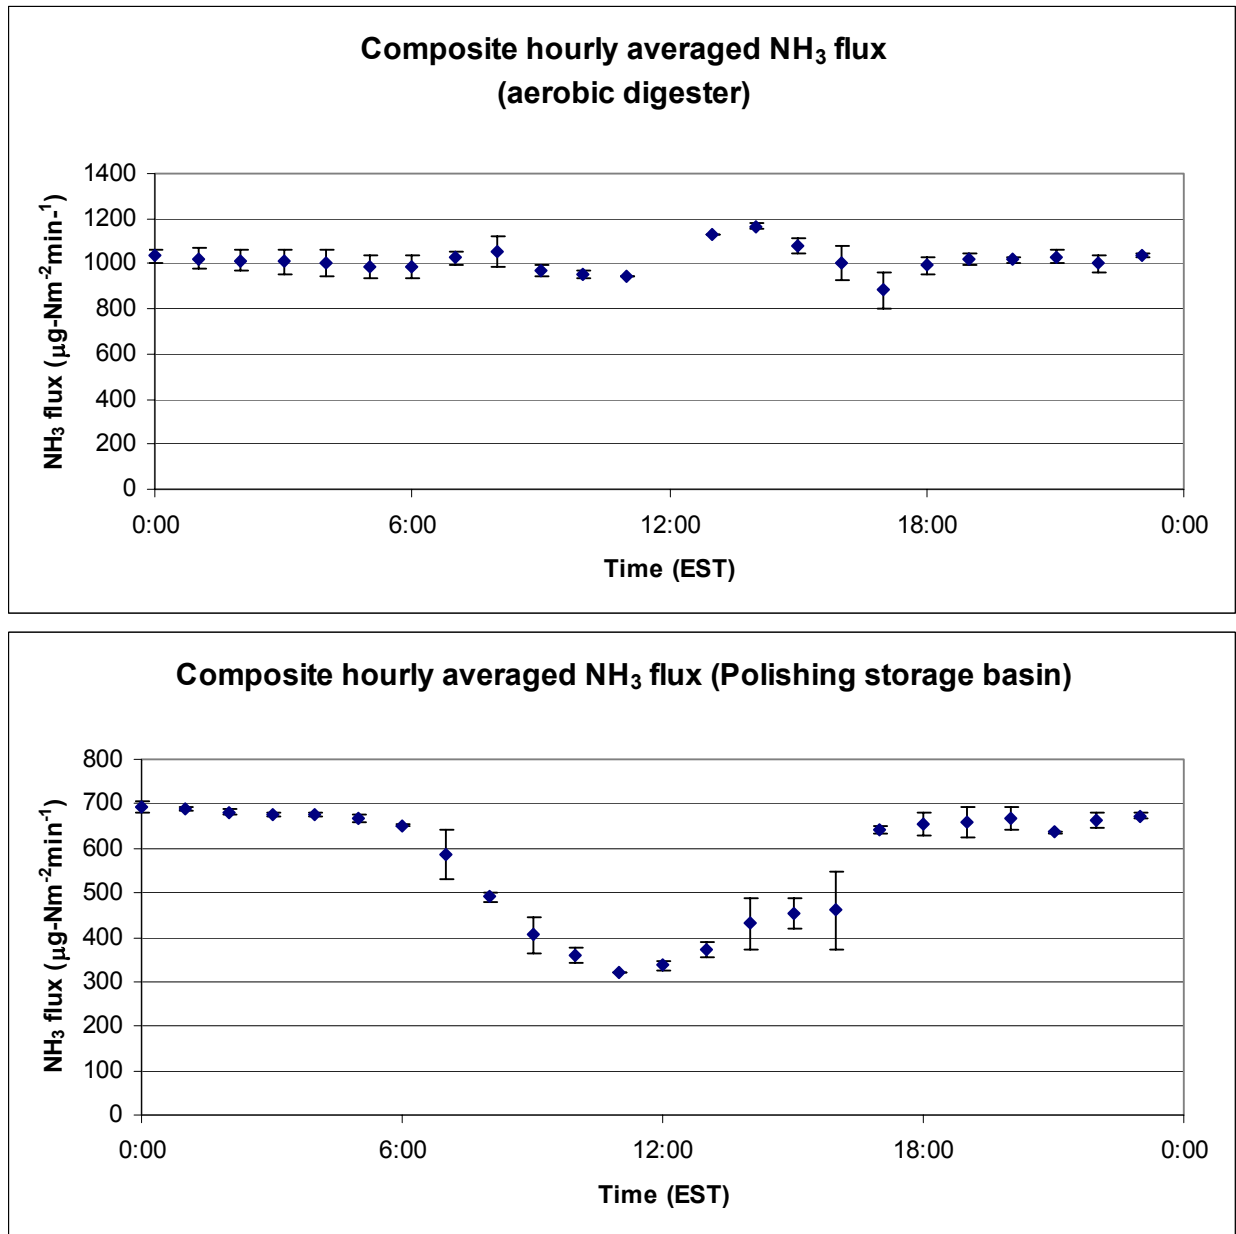 Composite hourly averaged NH₃ flux
(aerobic digester)
NH₃ flux (µg-Nm⁻²min-¹)
1400
1200
1000
800
600
400
200
0
0:00 6:00 12:00 18:00 0:00
Time (EST)
Composite hourly averaged NH₃ flux (Polishing storage basin)
NH₃ flux (µg-Nm⁻²min⁻¹)
800
700
600
500
400
300
200
100
0
0:00 6:00 12:00 18:00 0:00
Time (EST)